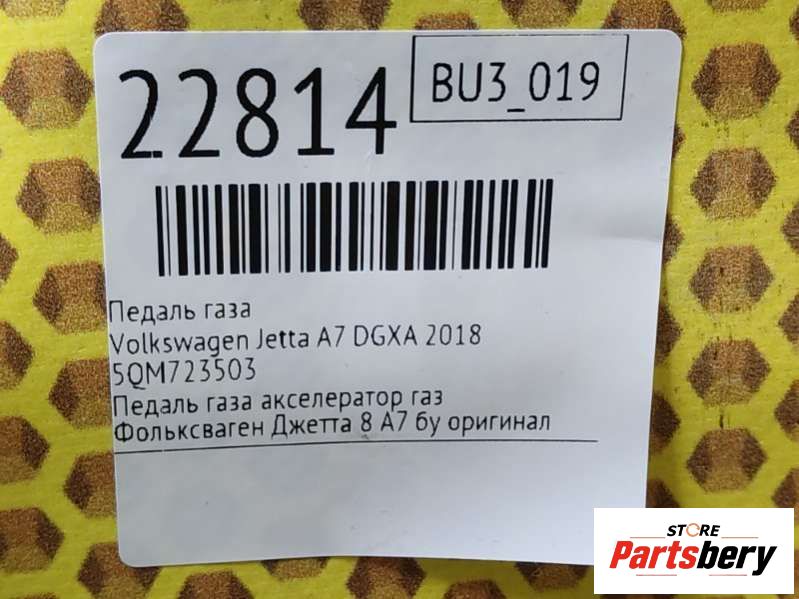 22814
BU3_019
Педаль газа
Volkswagen Jetta A7 DGXA 2018
5QM723503
Педаль газа акселератор газ
Фольксваген Джетта 8 А7 бу оригинал
STORE
Partsbery